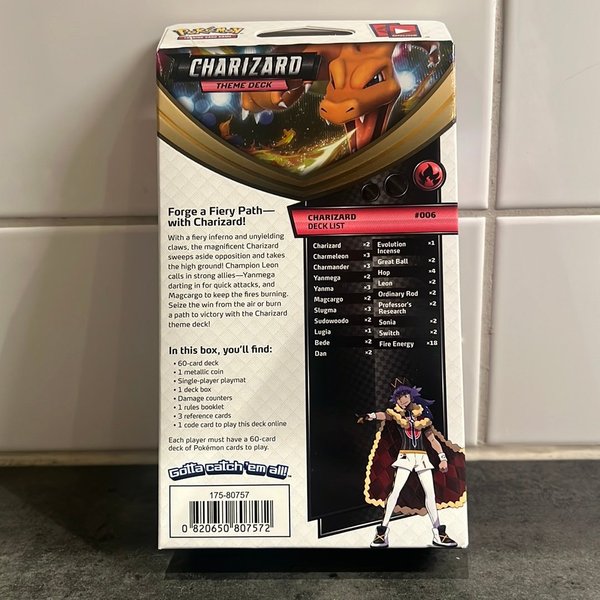 Pokémon
TRADING CARD GAME
CHARIZARD
THEME DECK
Forge a Fiery Path—
with Charizard!
With a fiery inferno and unyielding
claws, the magnificent Charizard
sweeps aside opposition and takes
the high ground! Champion Leon
calls in strong allies—Yanmega
darting in for quick attacks, and
Magcargo to keep the fires burning.
Seize the win from the air or burn
a path to victory with the Charizard
theme deck!
In this box, you'll find:
• 60-card deck
• 1 metallic coin
• Single-player playmat
• 1 deck box
• Damage counters
• 1 rules booklet
• 3 reference cards
• 1 code card to play this deck online
Each player must have a 60-card
deck of Pokémon cards to play.
Gotta catch 'em all!™
175-80757
0 820650 807572
CHARIZARD #006
DECK LIST
Charizard ×2
Charmeleon ×3
Charmander ×3
Yanmega ×2
Yanma ×3
Magcargo ×2
Slugma ×3
Sudowoodo ×2
Lugia ×1
Bede ×2
Dan ×2
Evolution
Incense ×1
Great Ball ×2
Hop ×4
Leon ×2
Ordinary Rod ×2
Professor's
Research ×2
Sonia ×2
Switch ×2
Fire Energy ×18